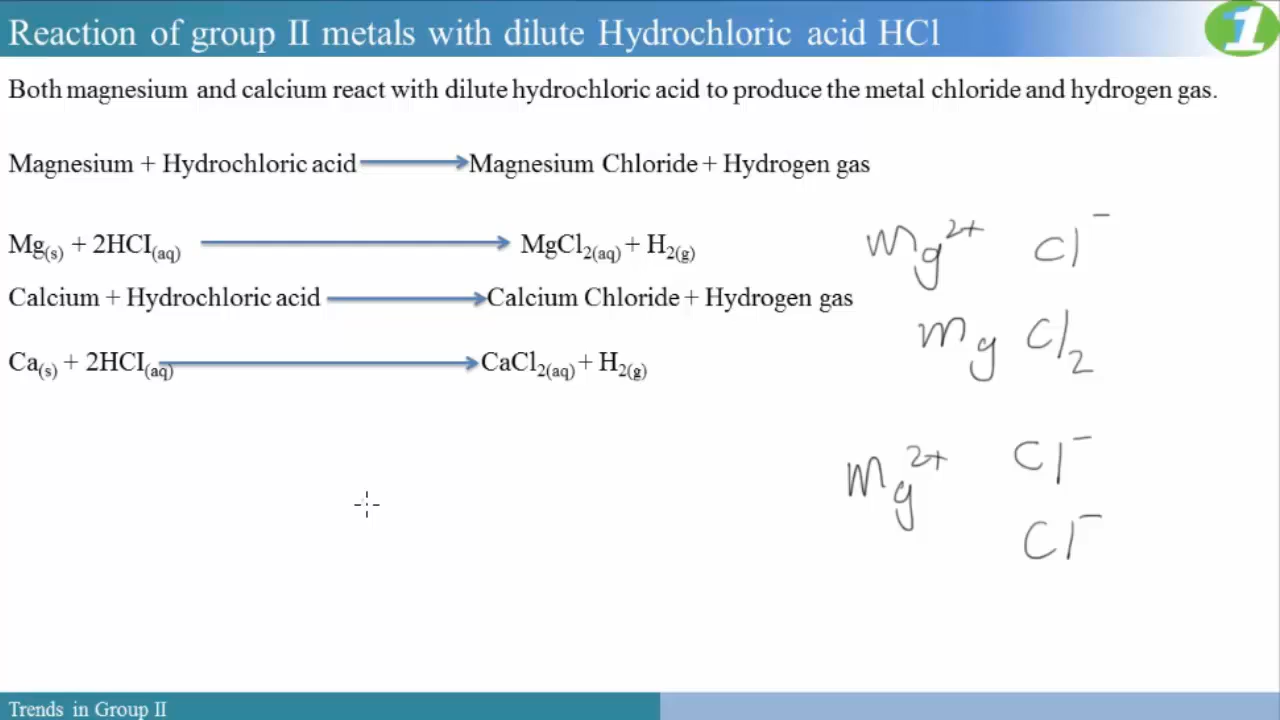 Reaction of group II metals with dilute Hydrochloric acid HCl
1
Both magnesium and calcium react with dilute hydrochloric acid to produce the metal chloride and hydrogen gas.
Magnesium + Hydrochloric acid → Magnesium Chloride + Hydrogen gas
Mg(s) + 2HCl(aq) → MgCl2(aq) + H2(g)
Mg2+ Cl-
Calcium + Hydrochloric acid → Calcium Chloride + Hydrogen gas
Mg Cl2
Ca(s) + 2HCl(aq) → CaCl2(aq) + H2(g)
Mg2+ Cl-
Cl-
Trends in Group II